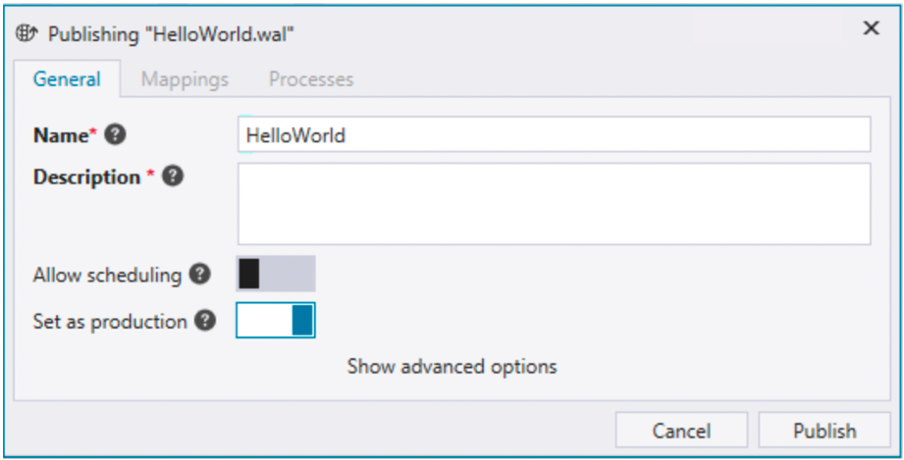 Publishing "HelloWorld.wal"
General Mappings Processes
Name* ? HelloWorld
Description * ?
Allow scheduling ?
Set as production ?
Show advanced options
Cancel Publish